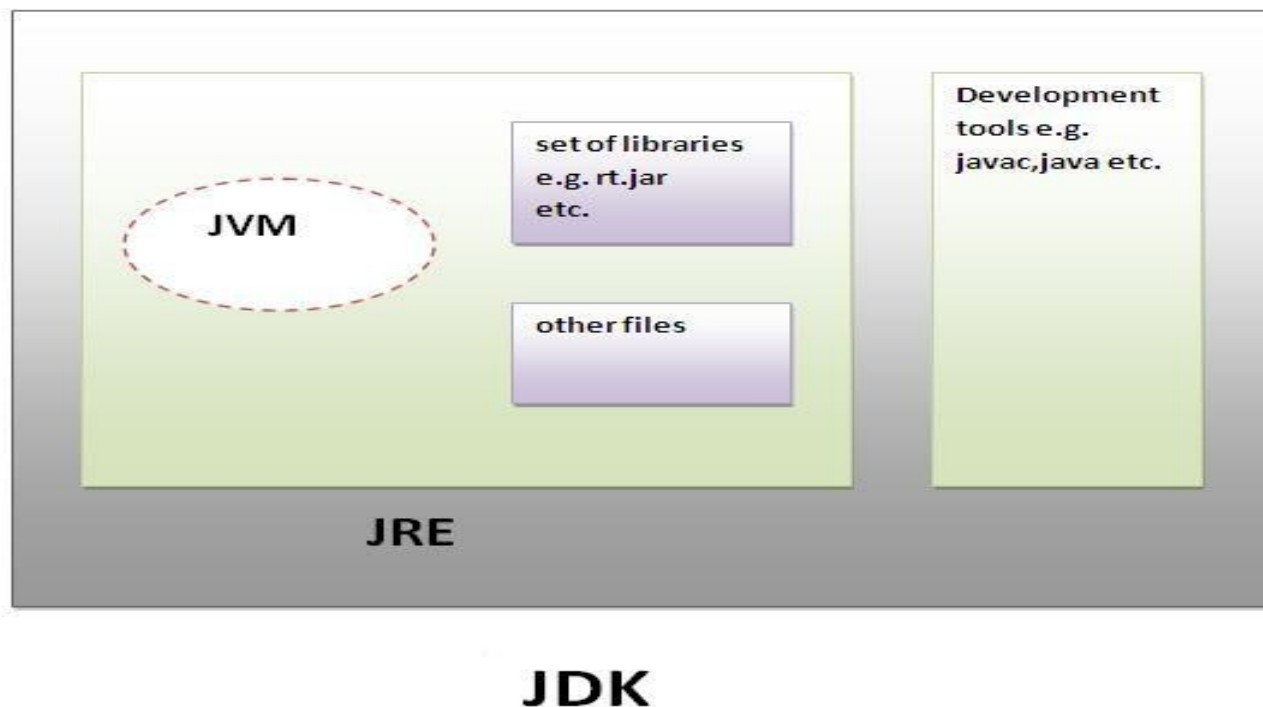 JVM
set of libraries
e.g. rt.jar
etc.
other files
Development
tools e.g.
javac,java etc.
JRE
JDK